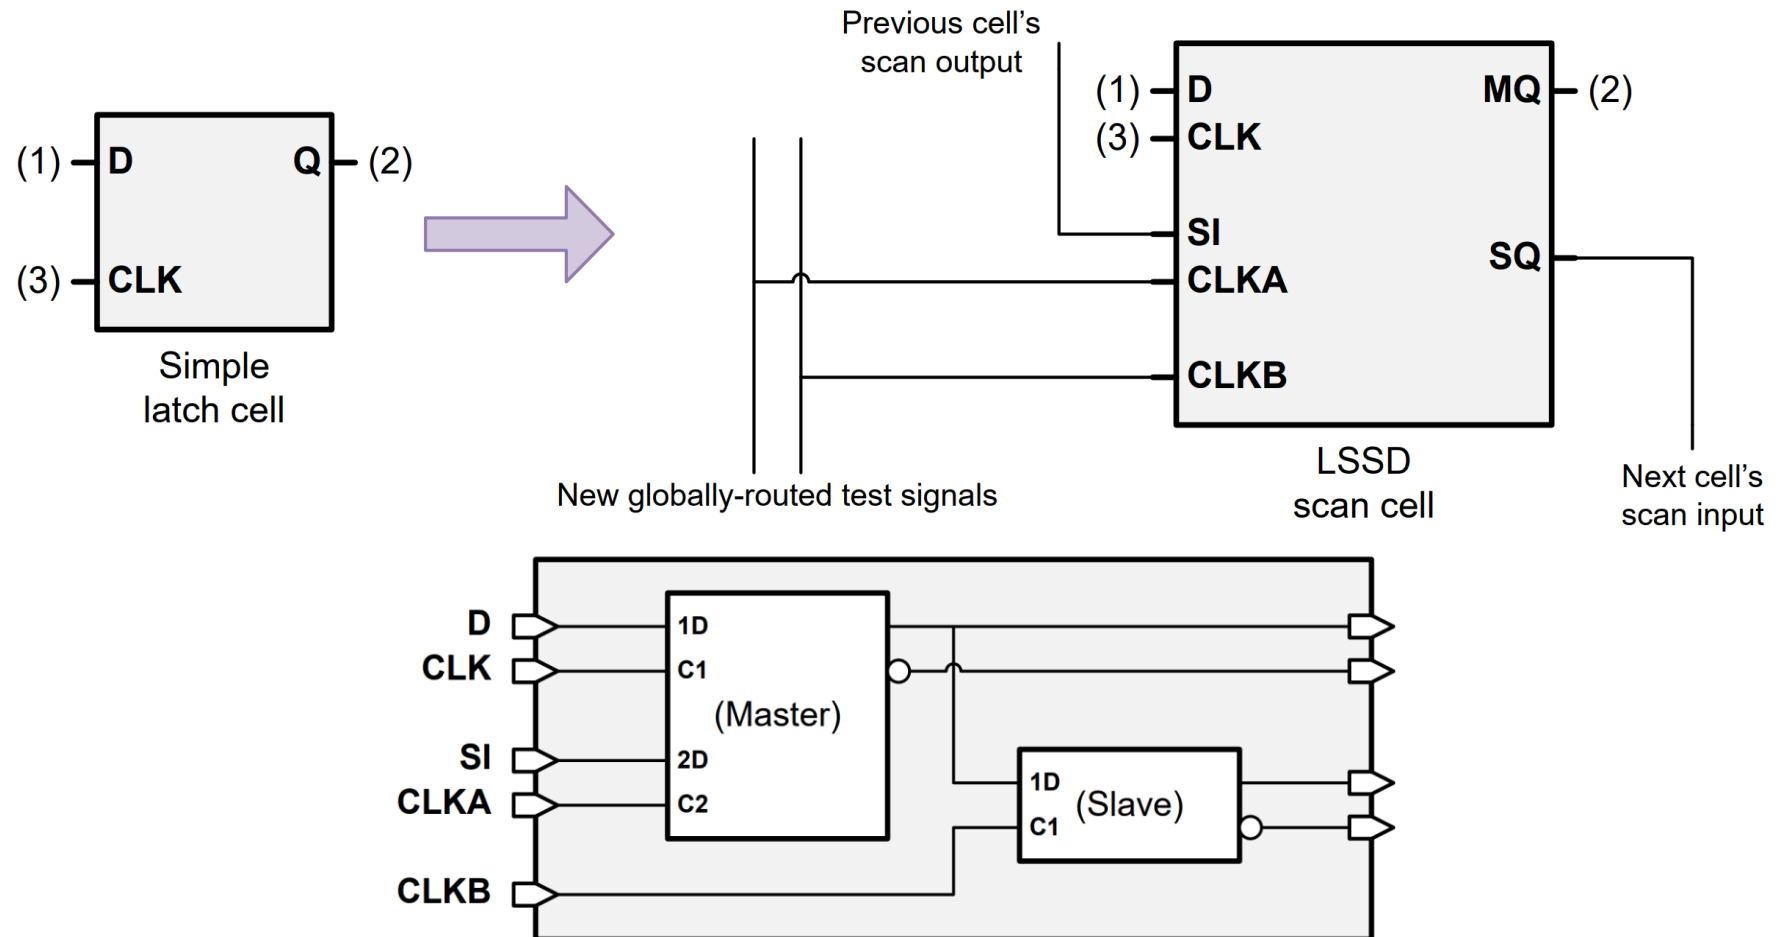 Previous cell’s
scan output
(1) D Q (2)
(3) CLK
Simple
latch cell
(1) D MQ (2)
(3) CLK
SI
SQ
CLKA
CLKB
New globally-routed test signals
LSSD
scan cell
Next cell’s
scan input
D 1D
CLK C1
(Master)
SI 2D
CLKA C2
1D (Slave)
C1
CLKB